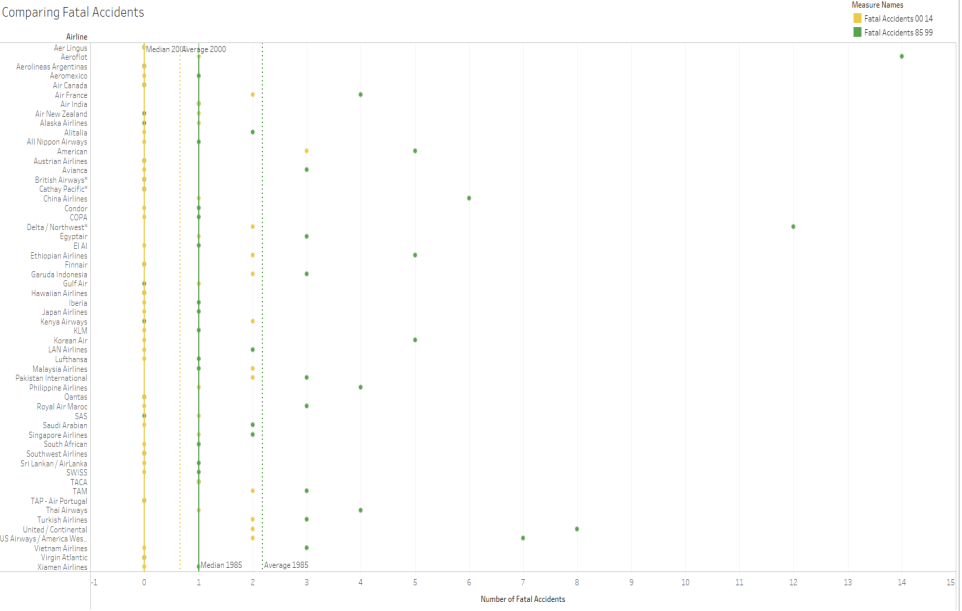 Comparing Fatal Accidents
Measure Names
Fatal Accidents 00 14
Fatal Accidents 85 99
Airline
Aer Lingus
Median 2000
Average 2000
Aeroflot
Aerolineas Argentinas
Aeromexico
Air Canada
Air France
Air India
Air New Zealand
Alaska Airlines
Alitalia
All Nippon Airways
American
Austrian Airlines
Avianca
British Airways*
Cathay Pacific*
China Airlines
Condor
COPA
Delta / Northwest*
Egyptair
El Al
Ethiopian Airlines
Finnair
Garuda Indonesia
Gulf Air
Hawaiian Airlines
Iberia
Japan Airlines
Kenya Airways
KLM
Korean Air
LAN Airlines
Lufthansa
Malaysia Airlines
Pakistan International
Philippine Airlines
Qantas
Royal Air Maroc
SAS
Saudi Arabian
Singapore Airlines
South African
Southwest Airlines
Sri Lankan / AirLanka
SWISS
TACA
TAM
TAP - Air Portugal
Thai Airways
Turkish Airlines
United / Continental
US Airways / America Wes..
Vietnam Airlines
Virgin Atlantic
Xiamen Airlines
Median 1985
Average 1985
-1 0 1 2 3 4 5 6 7 8 9 10 11 12 13 14 15
Number of Fatal Accidents